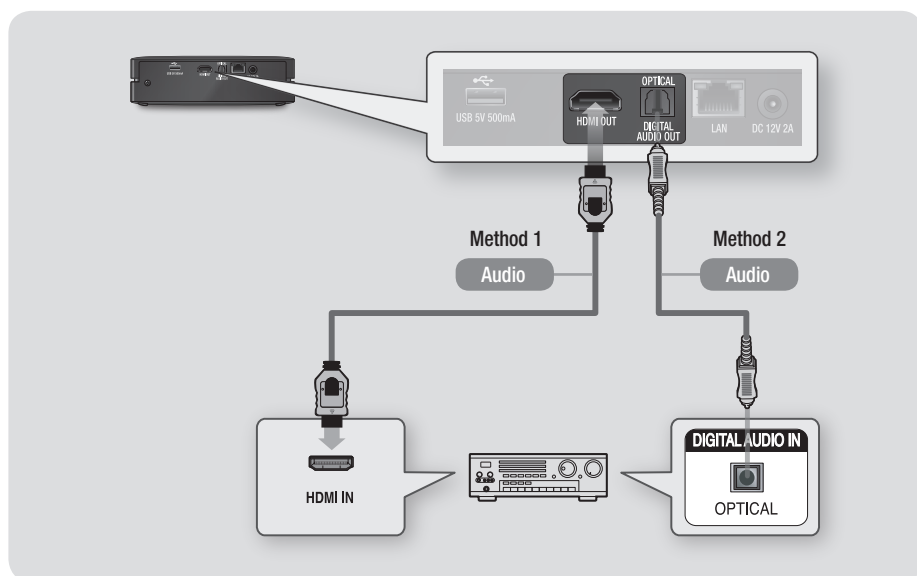 OPTICAL
USB 5V 500mA
HDMI OUT
DIGITAL
AUDIO OUT
LAN
DC 12V 2A
Method 1
Audio
Method 2
Audio
HDMI IN
DIGITAL AUDIO IN
OPTICAL